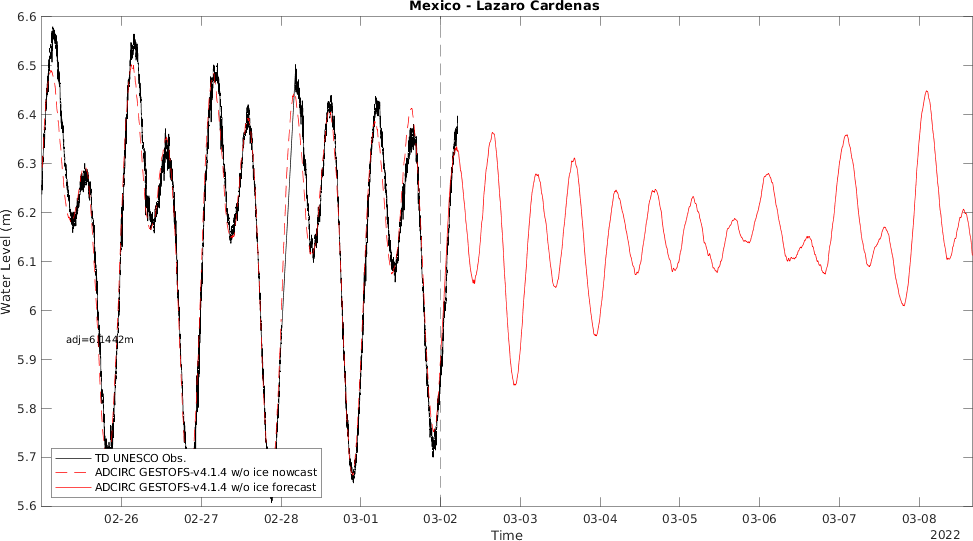 Mexico - Lazaro Cardenas
6.6
6.5
6.4
6.3
6.2
6.1
6
5.9
5.8
5.7
5.6
Water Level (m)
adj=6.1442m
TD UNESCO Obs.
ADCIRC GESTOFS-v4.1.4 w/o ice nowcast
ADCIRC GESTOFS-v4.1.4 w/o ice forecast
02-26 02-27 02-28 03-01 03-02 03-03 03-04 03-05 03-06 03-07 03-08
Time
2022